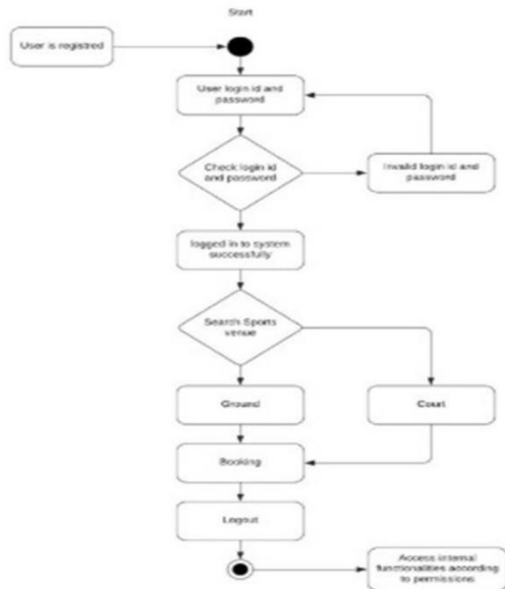 Start
User is registred
User login id and
password
Check login id
and password
Invalid login id and
password
logged in to system
successfully
Search Sports
venue
Ground
Court
Booking
Logout
Access internal
functionalities according
to permissions.